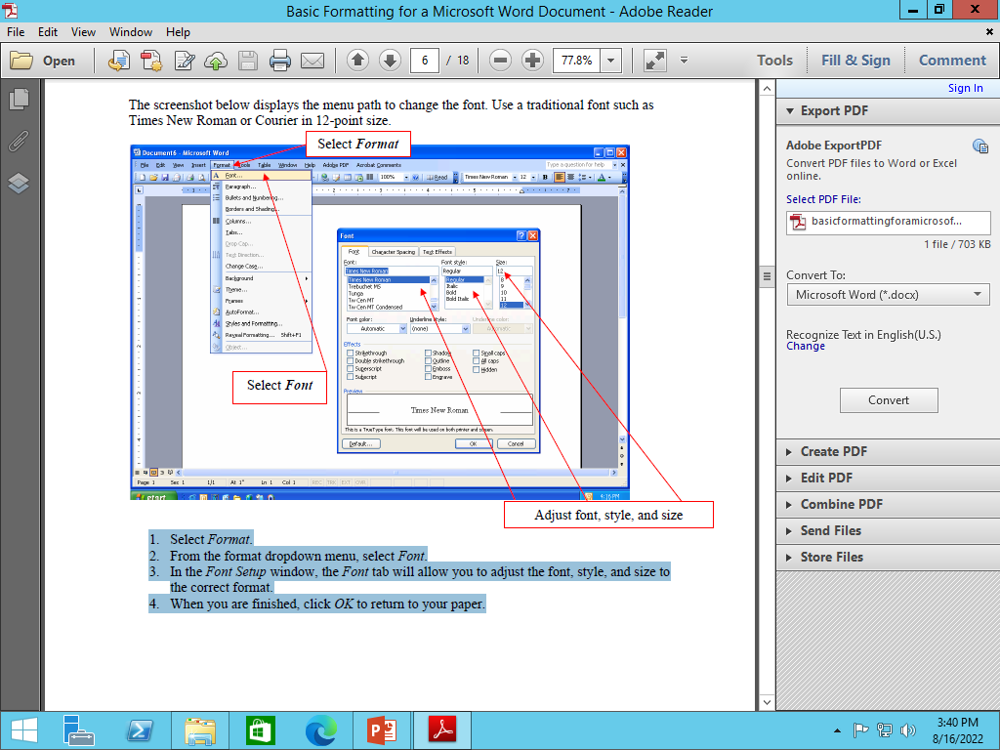 Basic Formatting for a Microsoft Word Document - Adobe Reader
File Edit View Window Help
Open 6 / 18 77.8% Tools Fill & Sign Comment
Sign In
The screenshot below displays the menu path to change the font. Use a traditional font such as
Times New Roman or Courier in 12-point size.
Select Format
Document6 - Microsoft Word
File Edit View Insert Format Tools Table Window Help Adobe PDF Acrobat Comments Type a question for help
100% Read Times New Roman 12
Font...
Paragraph...
Bullets and Numbering...
Borders and Shading...
Columns...
Tabs...
Drop Cap...
Text Direction...
Change Case...
Background
Theme...
Frames
AutoFormat...
Styles and Formatting...
Reveal Formatting... Shift+F1
Object...
Font
Font Character Spacing Text Effects
Font: Font style: Size:
Times New Roman Regular 12
Times New Roman Regular 8
Trebuchet MS Italic 9
Tunga Bold 10
Tw Cen MT Bold Italic 11
Tw Cen MT Condensed 12
Font color: Underline style: Underline color:
Automatic (none) Automatic
Effects
Strikethrough Shadow Small caps
Double strikethrough Outline All caps
Superscript Emboss Hidden
Subscript Engrave
Preview
Times New Roman
This is a TrueType font. This font will be used on both printer and screen.
Default... OK Cancel
Select Font
Page 1 Sec 1 1/1 At 1" Ln 1 Col 1 REC TRK EXT OVR
start 4:16 PM
Adjust font, style, and size
1. Select Format.
2. From the format dropdown menu, select Font.
3. In the Font Setup window, the Font tab will allow you to adjust the font, style, and size to
the correct format.
4. When you are finished, click OK to return to your paper.
Export PDF
Adobe ExportPDF
Convert PDF files to Word or Excel
online.
Select PDF File:
basicformattingforamicrosof...
1 file / 703 KB
Convert To:
Microsoft Word (*.docx)
Recognize Text in English(U.S.)
Change
Convert
Create PDF
Edit PDF
Combine PDF
Send Files
Store Files
3:40 PM
8/16/2022